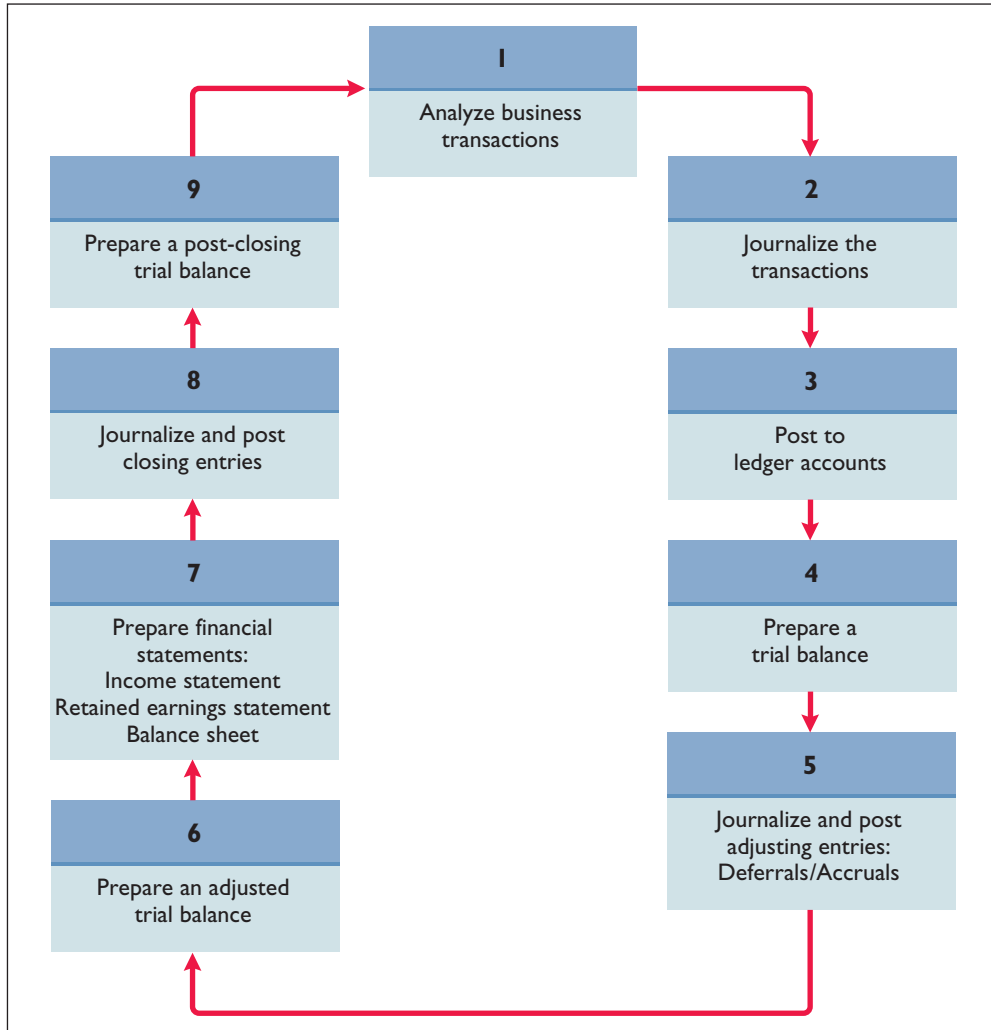 1
Analyze business
transactions
2
Journalize the
transactions
3
Post to
ledger accounts
4
Prepare a
trial balance
5
Journalize and post
adjusting entries:
Deferrals/Accruals
6
Prepare an adjusted
trial balance
7
Prepare financial
statements:
Income statement
Retained earnings statement
Balance sheet
8
Journalize and post
closing entries
9
Prepare a post-closing
trial balance